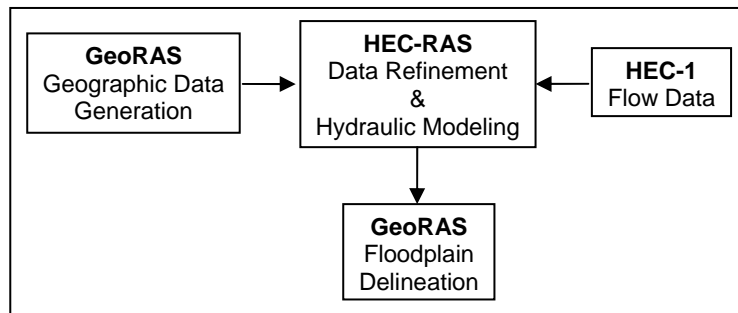 GeoRAS
Geographic Data
Generation
HEC-RAS
Data Refinement
&
Hydraulic Modeling
HEC-1
Flow Data
GeoRAS
Floodplain
Delineation